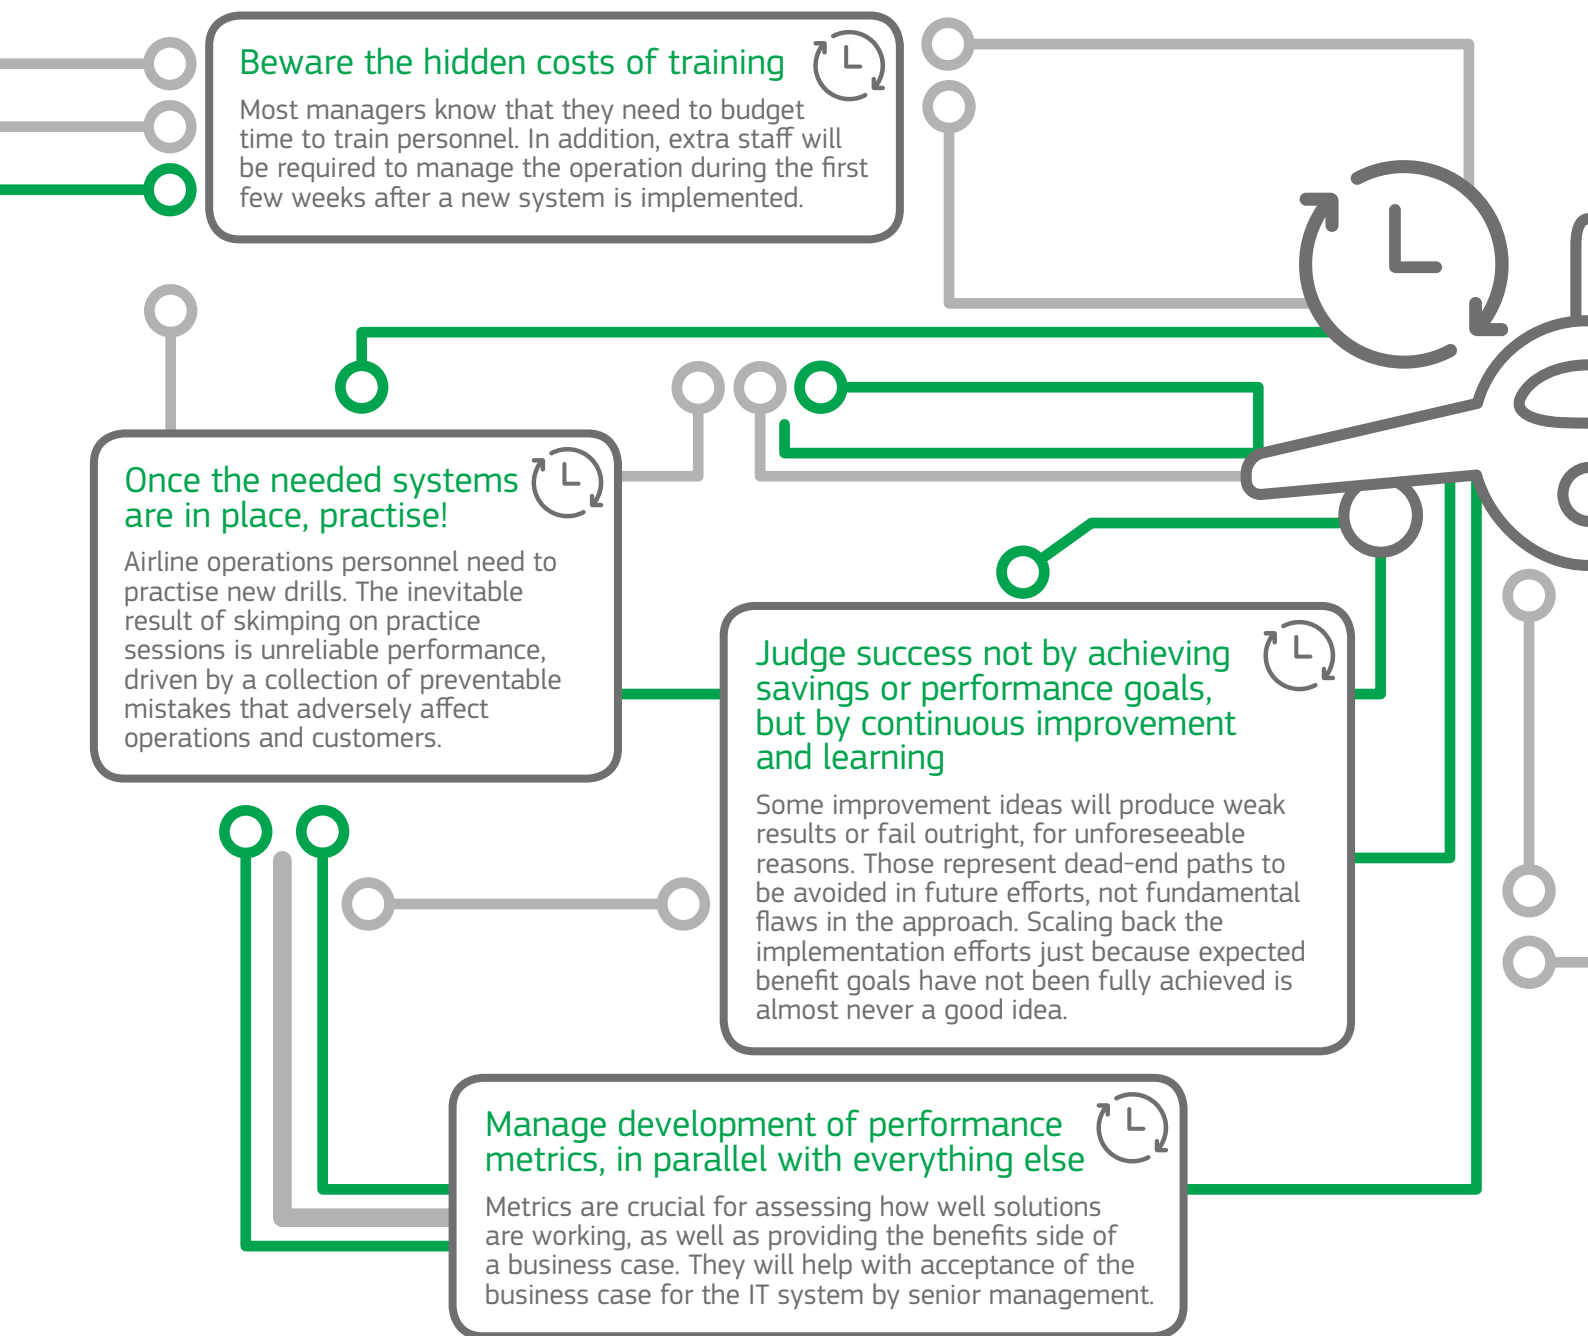 Beware the hidden costs of training
Most managers know that they need to budget
time to train personnel. In addition, extra staff will
be required to manage the operation during the first
few weeks after a new system is implemented.
Once the needed systems
are in place, practise!
Airline operations personnel need to
practise new drills. The inevitable
result of skimping on practice
sessions is unreliable performance,
driven by a collection of preventable
mistakes that adversely affect
operations and customers.
Judge success not by achieving
savings or performance goals,
but by continuous improvement
and learning
Some improvement ideas will produce weak
results or fail outright, for unforeseeable
reasons. Those represent dead-end paths to
be avoided in future efforts, not fundamental
flaws in the approach. Scaling back the
implementation efforts just because expected
benefit goals have not been fully achieved is
almost never a good idea.
Manage development of performance
metrics, in parallel with everything else
Metrics are crucial for assessing how well solutions
are working, as well as providing the benefits side of
a business case. They will help with acceptance of the
business case for the IT system by senior management.